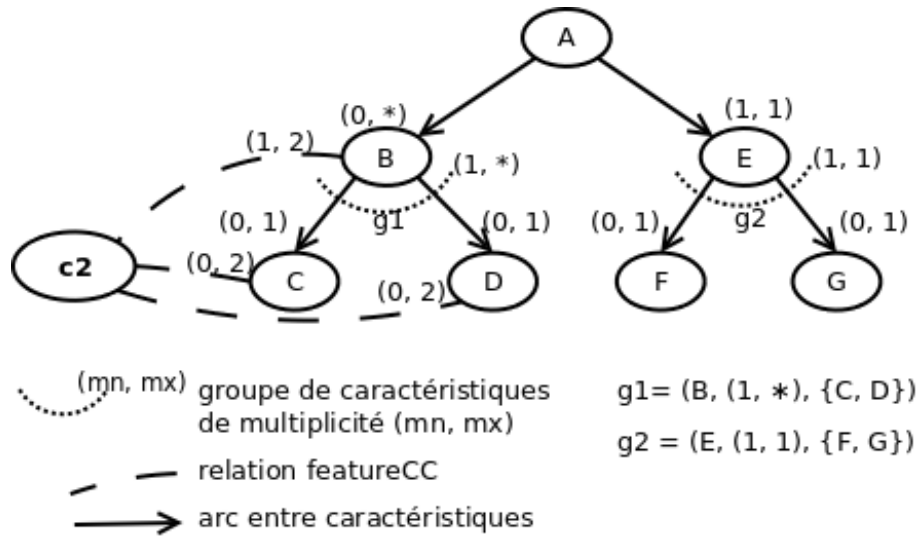 A
(0, *)
(1, 1)
(1, 2)
B
(1, *)
E
(1, 1)
(0, 1)
g1
(0, 1)
(0, 1)
g2
(0, 1)
c2
(0, 2)
C
(0, 2)
D
F
G
(mn, mx)
groupe de caractéristiques
de multiplicité (mn, mx)
g1= (B, (1, ∗), {C, D})
g2 = (E, (1, 1), {F, G})
relation featureCC
arc entre caractéristiques